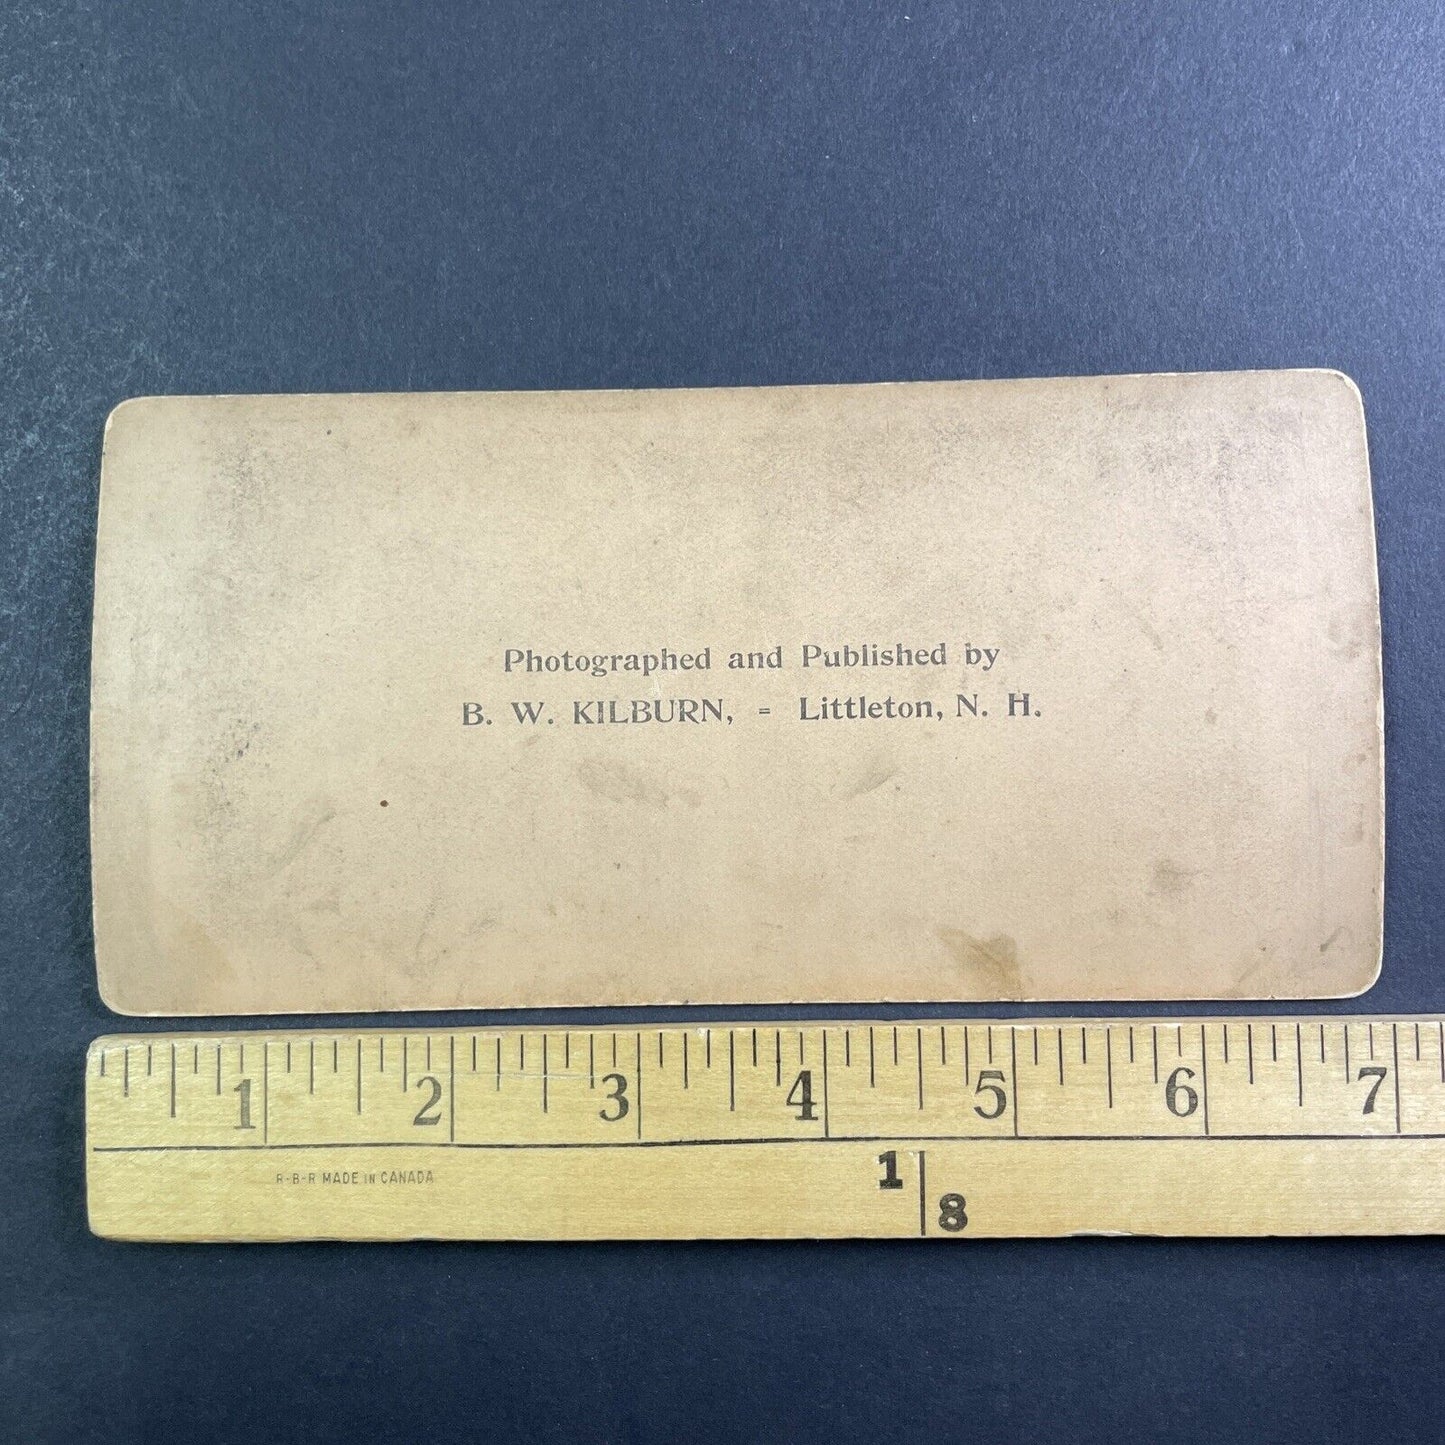 Photographed and Published by
B. W. KILBURN, = Littleton, N. H.
1 2 3 4 5 6 7
R-B-R MADE IN CANADA
1
8